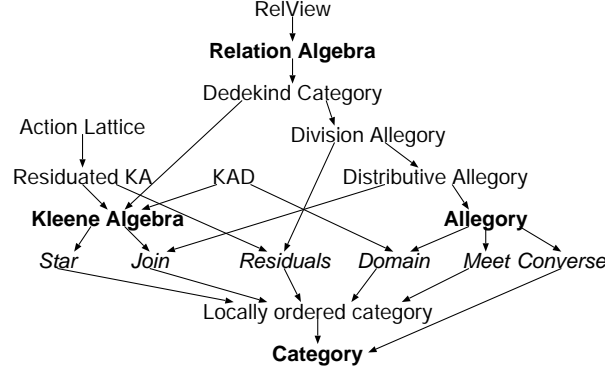 RelView
Relation Algebra
Dedekind Category
Action Lattice
Division Allegory
Residuated KA KAD Distributive Allegory
Kleene Algebra Allegory
Star Join Residuals Domain Meet Converse
Locally ordered category
Category